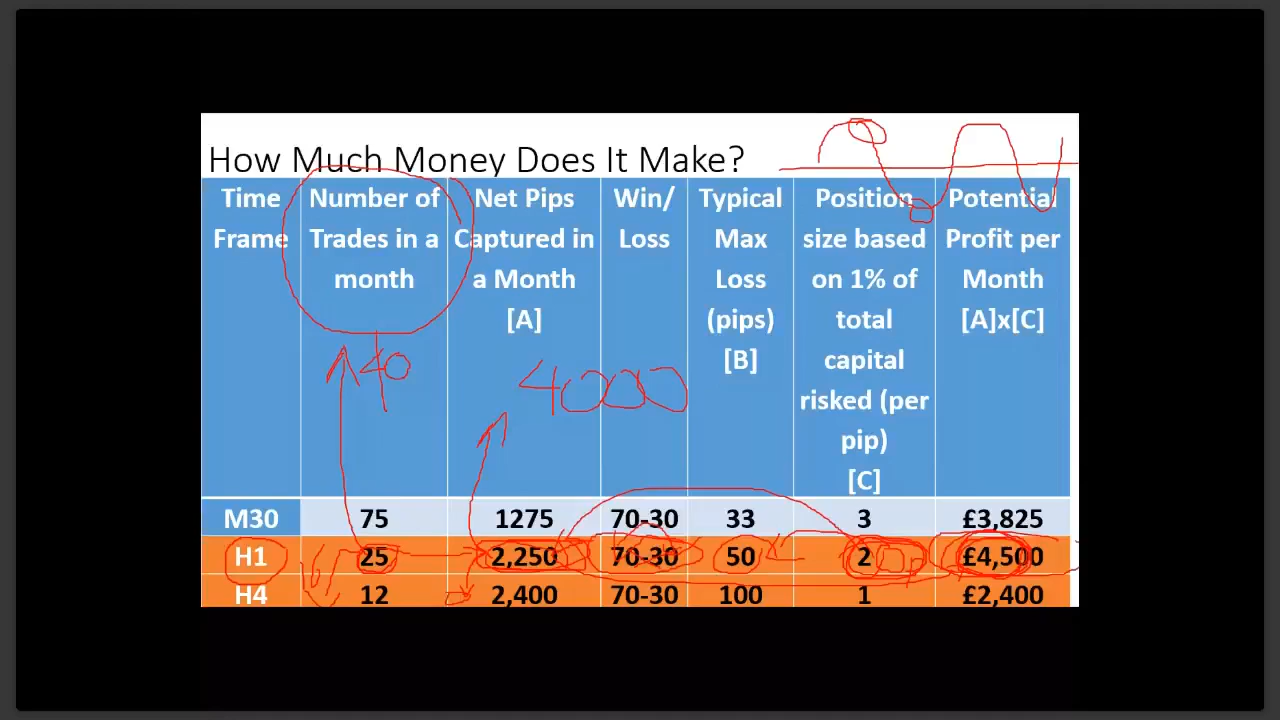 How Much Money Does It Make?
Time Frame
Number of Trades in a month
Net Pips Captured in a Month [A]
Win/ Loss
Typical Max Loss (pips) [B]
Position size based on 1% of total capital risked (per pip) [C]
Potential Profit per Month [A]x[C]
40
4000
M30 75 1275 70-30 33 3 £3,825
H1 25 2,250 70-30 50 2 £4,500
H4 12 2,400 70-30 100 1 £2,400